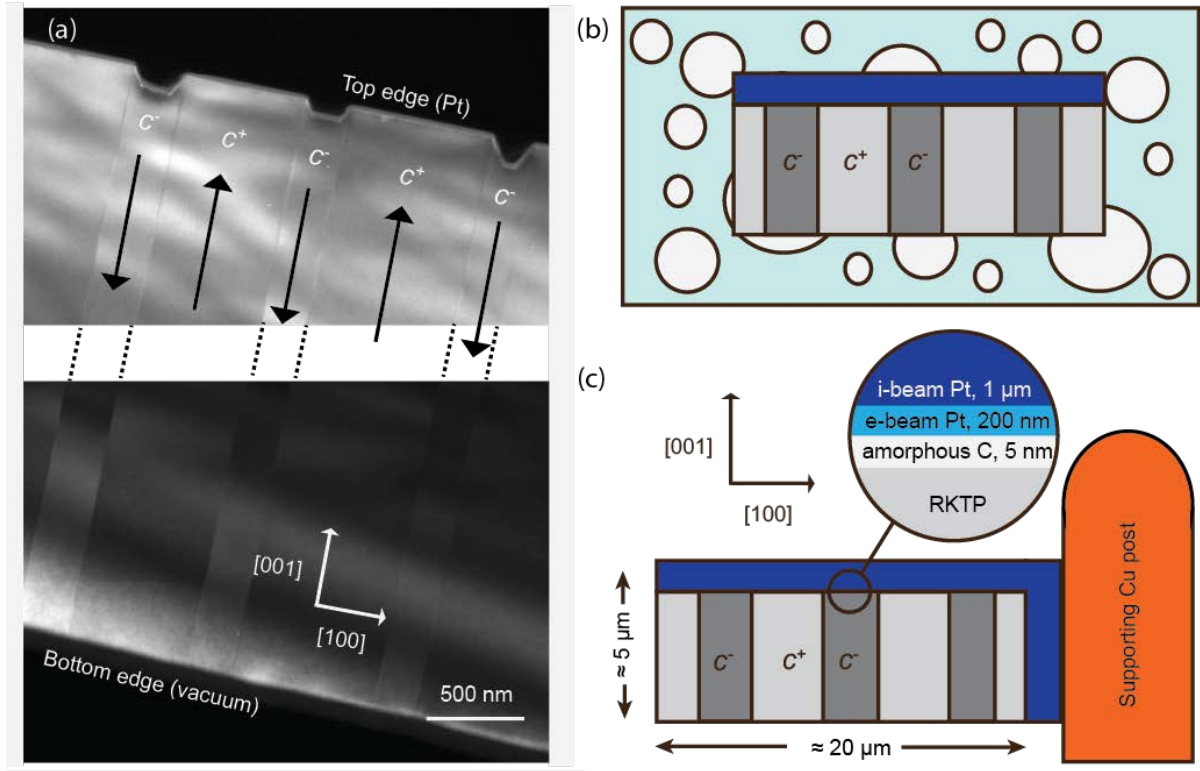 (a)
Top edge (Pt)
C-
C+
C-
C+
C-
[001]
[100]
Bottom edge (vacuum)
500 nm
(b)
C-
C+
C-
(c)
i-beam Pt, 1 µm
e-beam Pt, 200 nm
amorphous C, 5 nm
RKTP
[001]
[100]
Supporting Cu post
≈ 5 µm
C-
C+
C-
≈ 20 µm